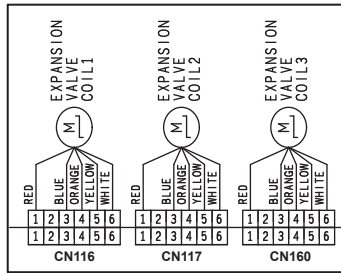 EXPANSION
VALVE
COIL1
M
RED
BLUE
ORANGE
YELLOW
WHITE
1 2 3 4 5 6
1 2 3 4 5 6
CN116
EXPANSION
VALVE
COIL2
M
RED
BLUE
ORANGE
YELLOW
WHITE
1 2 3 4 5 6
1 2 3 4 5 6
CN117
EXPANSION
VALVE
COIL3
M
RED
BLUE
ORANGE
YELLOW
WHITE
1 2 3 4 5 6
1 2 3 4 5 6
CN160